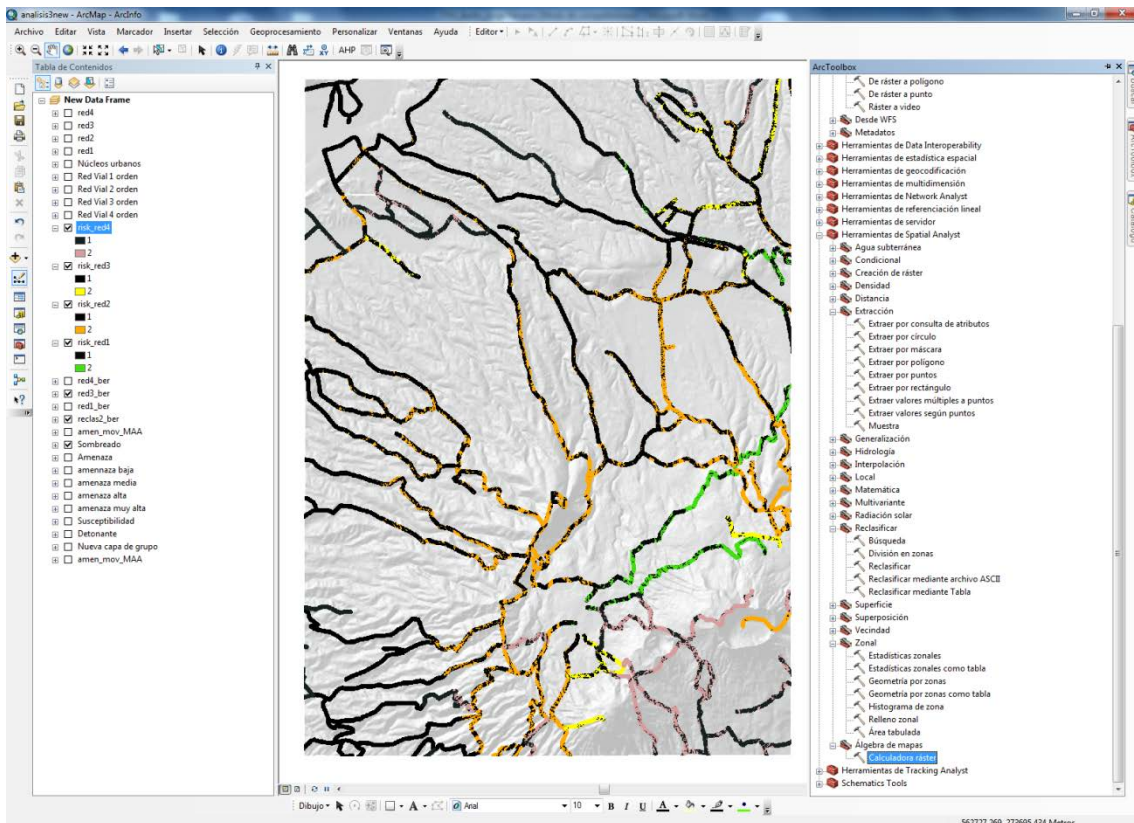 analisis3new - ArcMap - ArcInfo
Archivo Editar Vista Marcador Insertar Selección Geoprocesamiento Personalizar Ventanas Ayuda Editor
AHP
Tabla de Contenidos
New Data Frame
red4
red3
red2
red1
Núcleos urbanos
Red Vial 1 orden
Red Vial 2 orden
Red Vial 3 orden
Red Vial 4 orden
risk_red4
1
2
risk_red3
1
2
risk_red2
1
2
risk_red1
1
2
red4_ber
red3_ber
red1_ber
reclas2_ber
amen_mov_MAA
Sombreado
Amenaza
amennaza baja
amenaza media
amenaza alta
amenaza muy alta
Susceptibilidad
Detonante
Nueva capa de grupo
amen_mov_MAA
ArcToolbox
De ráster a polígono
De ráster a punto
Ráster a video
Desde WFS
Metadatos
Herramientas de Data Interoperability
Herramientas de estadística espacial
Herramientas de geocodificación
Herramientas de multidimensión
Herramientas de Network Analyst
Herramientas de referenciación lineal
Herramientas de servidor
Herramientas de Spatial Analyst
Agua subterránea
Condicional
Creación de ráster
Densidad
Distancia
Extracción
Extraer por consulta de atributos
Extraer por círculo
Extraer por máscara
Extraer por polígono
Extraer por puntos
Extraer por rectángulo
Extraer valores múltiples a puntos
Extraer valores según puntos
Muestra
Generalización
Hidrología
Interpolación
Local
Matemática
Multivariante
Radiación solar
Reclasificar
Búsqueda
División en zonas
Reclasificar
Reclasificar mediante archivo ASCII
Reclasificar mediante Tabla
Superficie
Superposición
Vecindad
Zonal
Estadísticas zonales
Estadísticas zonales como tabla
Geometría por zonas
Geometría por zonas como tabla
Histograma de zona
Relleno zonal
Área tabulada
Álgebra de mapas
Calculadora ráster
Herramientas de Tracking Analyst
Schematics Tools
Dibujo A Arial 10 B I U A